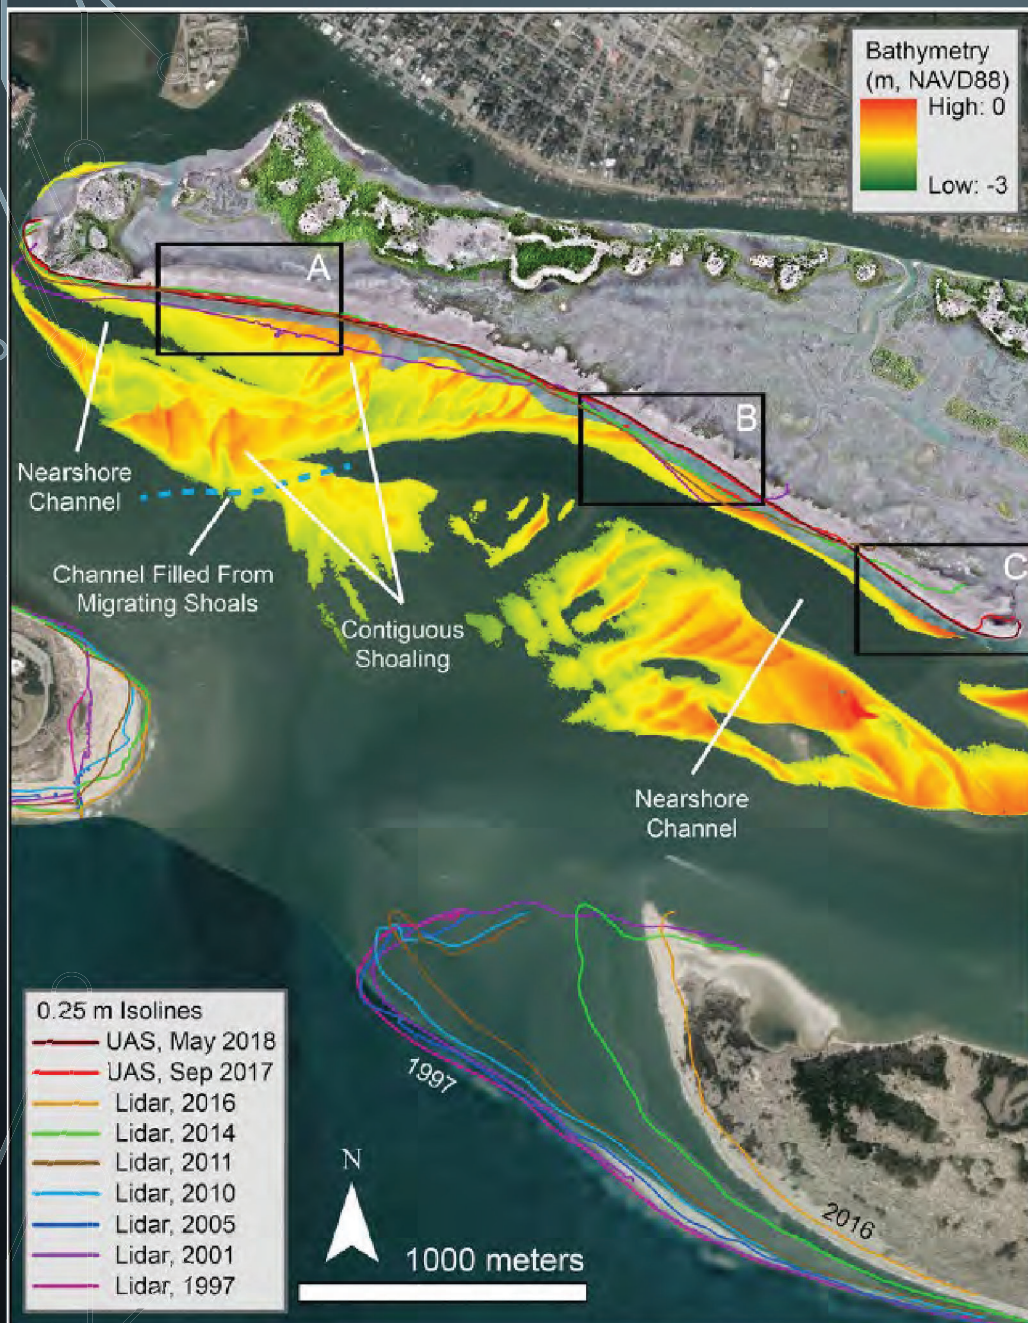 Bathymetry
(m, NAVD88)
High: 0
Low: -3
A
B
C
Nearshore
Channel
Channel Filled From
Migrating Shoals
Contiguous
Shoaling
Nearshore
Channel
1997
2016
0.25 m Isolines
UAS, May 2018
UAS, Sep 2017
Lidar, 2016
Lidar, 2014
Lidar, 2011
Lidar, 2010
Lidar, 2005
Lidar, 2001
Lidar, 1997
N
1000 meters